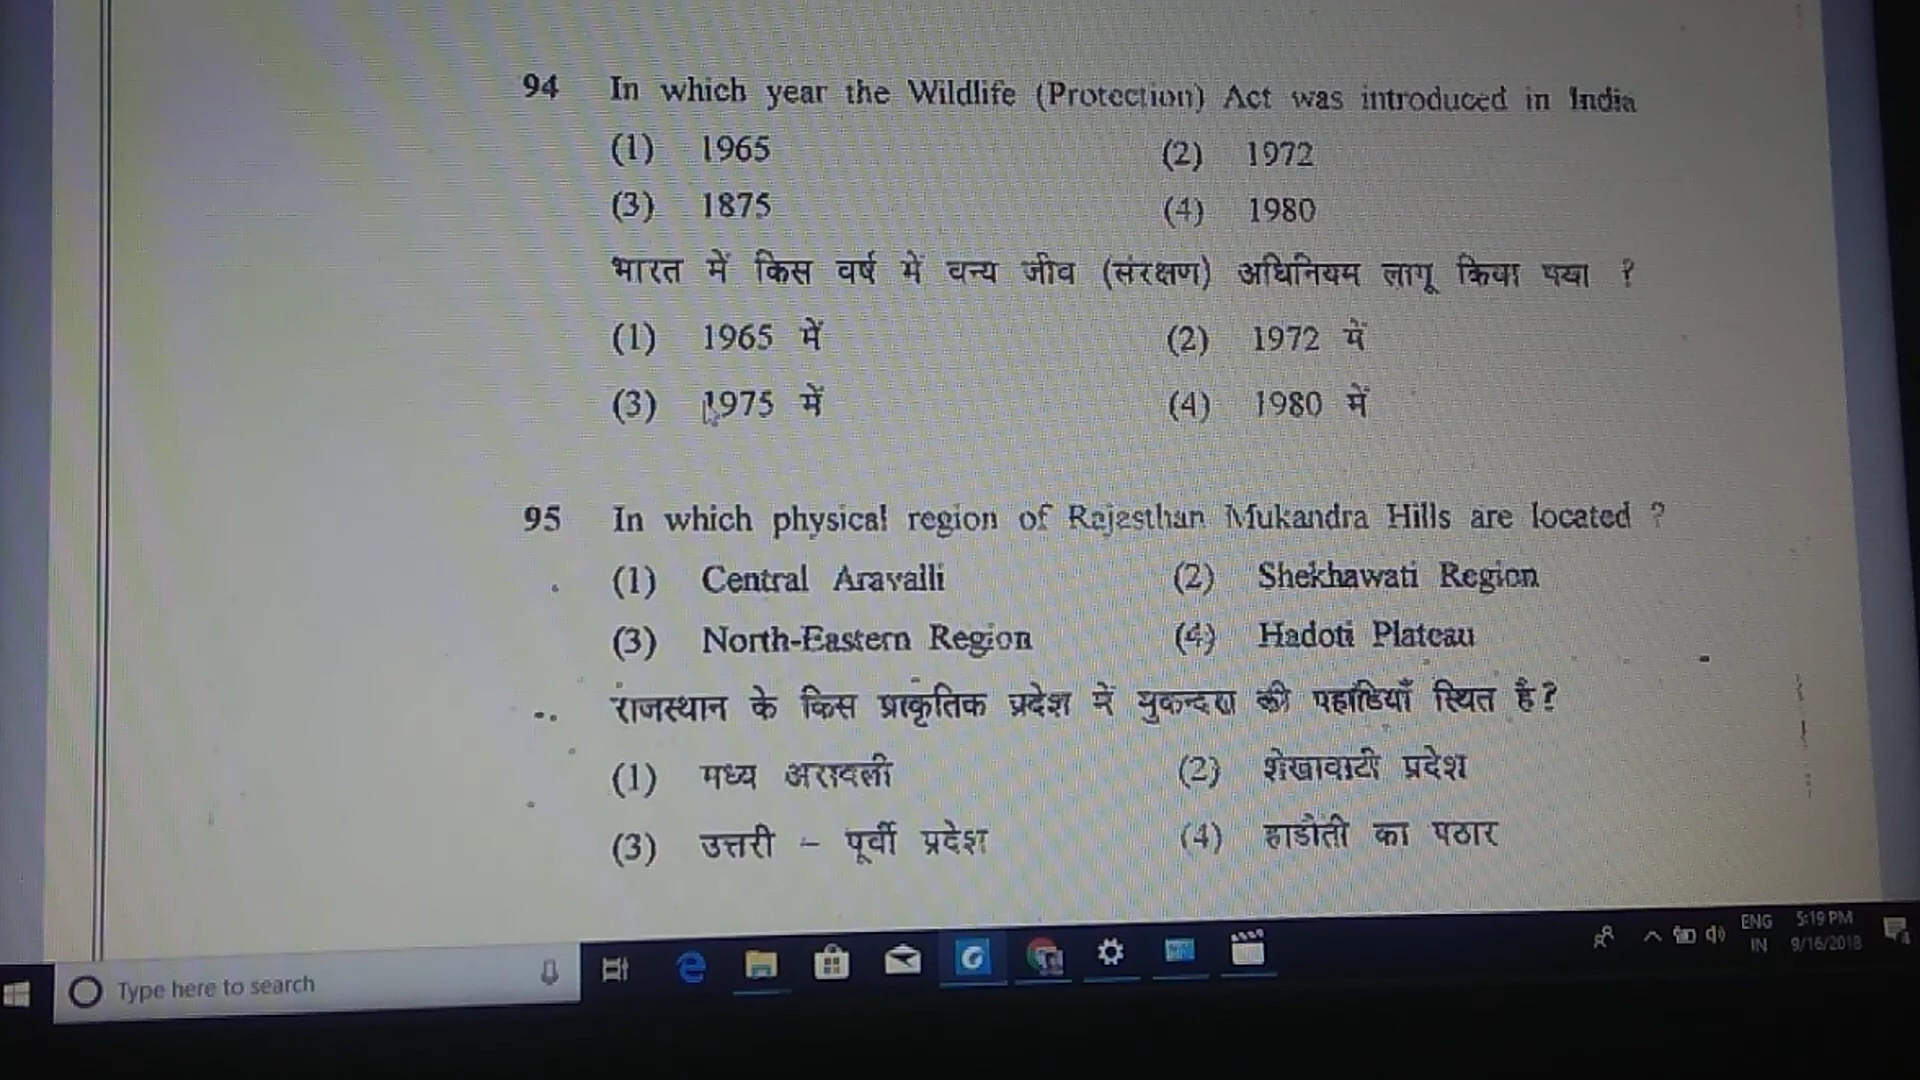 94 In which year the Wildlife (Protection) Act was introduced in India
(1) 1965 (2) 1972
(3) 1875 (4) 1980
भारत में किस वर्ष में वन्य जीव (संरक्षण) अधिनियम लागू किया गया ?
(1) 1965 में (2) 1972 में
(3) 1975 में (4) 1980 में
95 In which physical region of Rajasthan Mukandra Hills are located ?
(1) Central Aravalli (2) Shekhawati Region
(3) North-Eastern Region (4) Hadoti Plateau
राजस्थान के किस प्राकृतिक प्रदेश में मुकन्दरा की पहाडियाँ स्थित है?
(1) मध्य अरावली (2) शेखावाटी प्रदेश
(3) उत्तरी – पूर्वी प्रदेश (4) हाडौती का पठार
Type here to search
ENG 5:19 PM
IN 9/16/2018